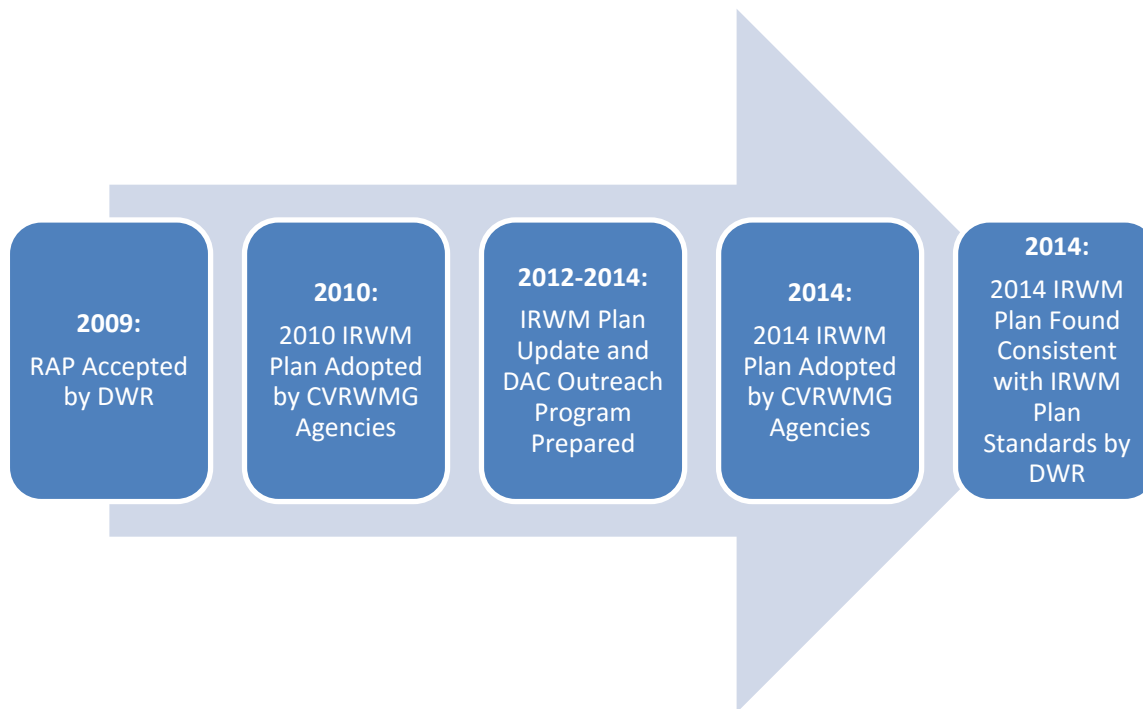 2009:
RAP Accepted
by DWR
2010:
2010 IRWM
Plan Adopted
by CVRWMG
Agencies
2012-2014:
IRWM Plan
Update and
DAC Outreach
Program
Prepared
2014:
2014 IRWM
Plan Adopted
by CVRWMG
Agencies
2014:
2014 IRWM
Plan Found
Consistent
with IRWM
Plan
Standards by
DWR